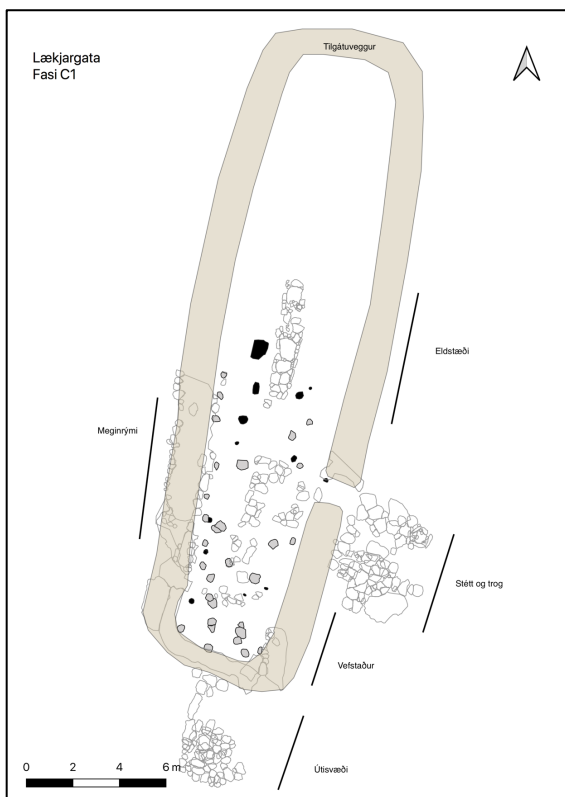 Lækjargata
Fasi C1
Tilgátuveggur
Eldstæði
Meginrými
Stétt og trog
Vefstaður
Útisvæði
0 2 4 6 m